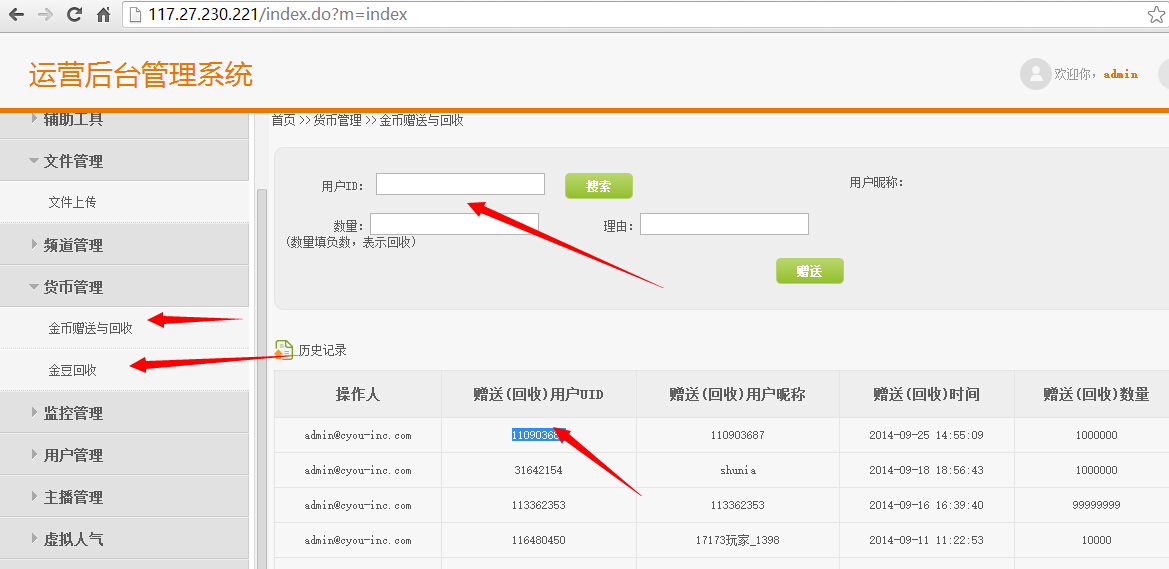 117.27.230.221/index.do?m=index
运营后台管理系统
欢迎你，admin
辅助工具
文件管理
文件上传
频道管理
货币管理
金币赠送与回收
金豆回收
监控管理
用户管理
主播管理
虚拟人气
首页 >> 货币管理 >> 金币赠送与回收
用户ID： 搜索 用户昵称：
数量： 理由：
(数量填负数，表示回收)
赠送
历史记录
操作人 赠送(回收)用户UID 赠送(回收)用户昵称 赠送(回收)时间 赠送(回收)数量
admin@cyou-inc.com 110903687 110903687 2014-09-25 14:55:09 1000000
admin@cyou-inc.com 31642154 shunia 2014-09-18 18:56:43 1000000
admin@cyou-inc.com 113362353 113362353 2014-09-16 16:39:40 99999999
admin@cyou-inc.com 116480450 17173玩家_1398 2014-09-11 11:22:53 10000